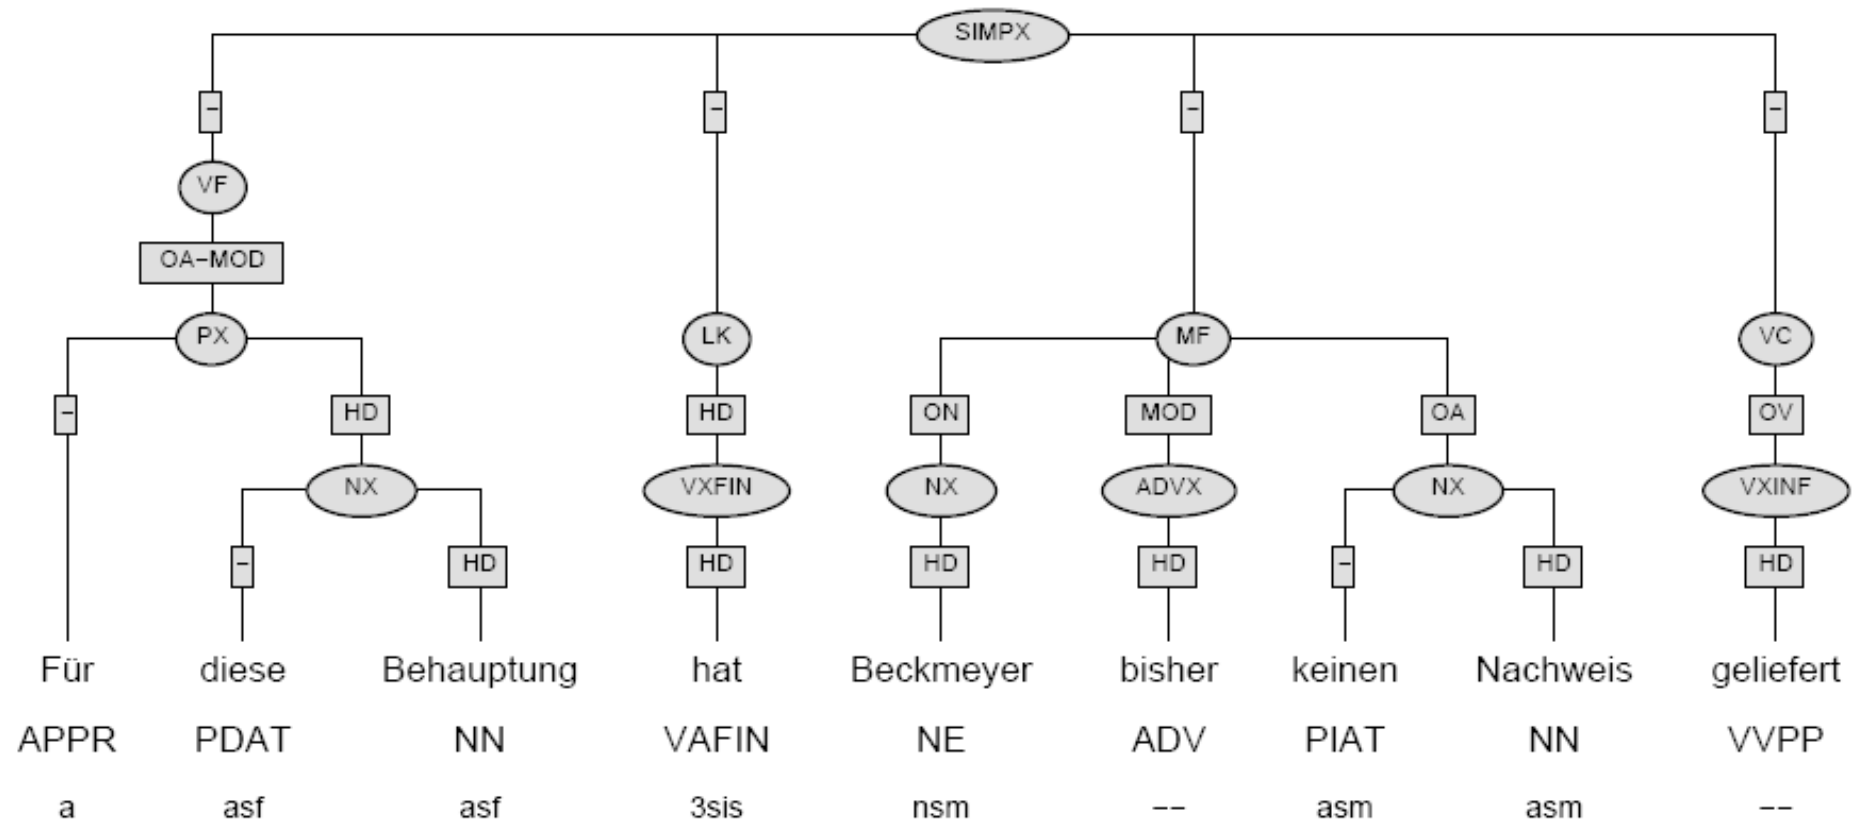 SIMPX
– – – –
VF
OA–MOD
PX LK MF VC
– HD HD ON MOD OA OV
NX VXFIN NX ADVX NX VXINF
– HD HD HD HD – HD HD
Für diese Behauptung hat Beckmeyer bisher keinen Nachweis geliefert
APPR PDAT NN VAFIN NE ADV PIAT NN VVPP
a asf asf 3sis nsm –– asm asm ––